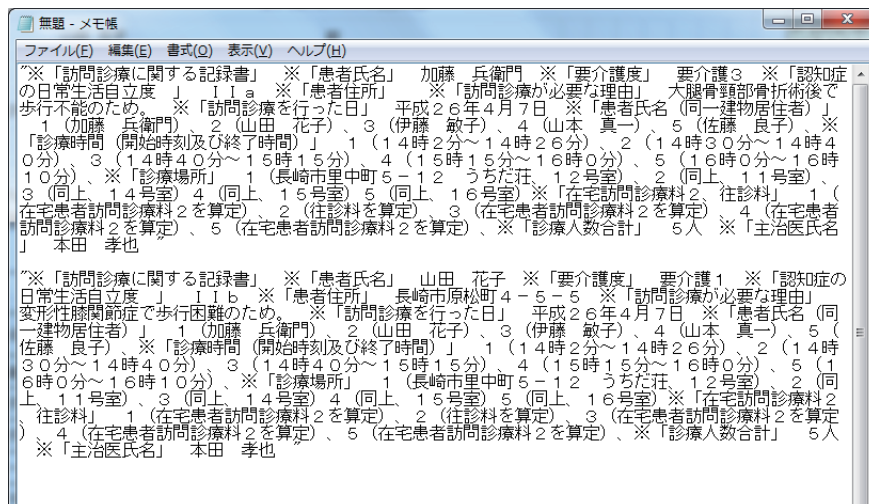 無題 - メモ帳
ファイル(F) 編集(E) 書式(O) 表示(V) ヘルプ(H)
"※「訪問診療に関する記録書」　※「患者氏名」　加藤　兵衛門　※「要介護度」　要介護３　※「認知症
の日常生活自立度　」　ＩＩａ　※「患者住所」　　※「訪問診療が必要な理由」　大腿骨頸部骨折術後で
歩行不能のため。　※「訪問診療を行った日」　平成２６年４月７日　※「患者氏名（同一建物居住者）」
　１（加藤　兵衛門）、２（山田　花子）、３（伊藤　敏子）、４（山本　真一）、５（佐藤　良子）、※
「診療時間（開始時刻及び終了時間）」　１（１４時２分～１４時２６分）、２（１４時３０分～１４時４
０分）、３（１４時４０分～１５時１５分）、４（１５時１５分～１６時０分）、５（１６時０分～１６時
１０分）、※「診療場所」　１（長崎市里中町５－１２　うちだ荘、１２号室）、２（同上、１１号室）、
３（同上、１４号室）４（同上、１５号室）５（同上、１６号室）※「在宅訪問診療料２、往診料」　１（
在宅患者訪問診療料２を算定）、２（往診料を算定）、３（在宅患者訪問診療料２を算定）、４（在宅患者
訪問診療料２を算定）、５（在宅患者訪問診療料２を算定）、※「診療人数合計」　５人　※「主治医氏名
」　本田　孝也　"
"※「訪問診療に関する記録書」　※「患者氏名」　山田　花子　※「要介護度」　要介護１　※「認知症の
日常生活自立度　」　ＩＩｂ　※「患者住所」　長崎市原松町４－５－５　※「訪問診療が必要な理由」
変形性膝関節症で歩行困難のため。　※「訪問診療を行った日」　平成２６年４月７日　※「患者氏名（同
一建物居住者）」　１（加藤　兵衛門）、２（山田　花子）、３（伊藤　敏子）、４（山本　真一）、５（
佐藤　良子）、※「診療時間（開始時刻及び終了時間）」　１（１４時２分～１４時２６分）、２（１４時
３０分～１４時４０分）、３（１４時４０分～１５時１５分）、４（１５時１５分～１６時０分）、５（１
６時０分～１６時１０分）、※「診療場所」　１（長崎市里中町５－１２　うちだ荘、１２号室）、２（同
上、１１号室）、３（同上、１４号室）４（同上、１５号室）５（同上、１６号室）※「在宅訪問診療料２
、往診料」　１（在宅患者訪問診療料２を算定）、２（往診料を算定）、３（在宅患者訪問診療料２を算定
）、４（在宅患者訪問診療料２を算定）、５（在宅患者訪問診療料２を算定）、※「診療人数合計」　５人
　※「主治医氏名」　本田　孝也　"